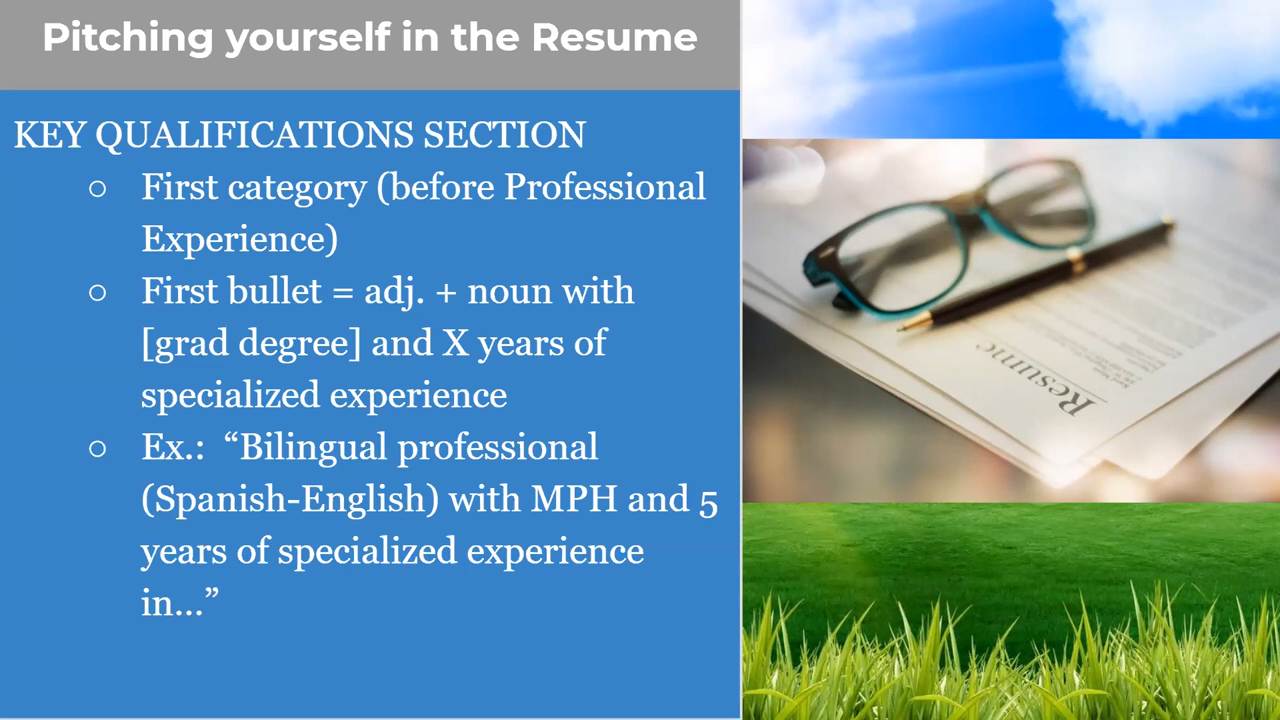 Pitching yourself in the Resume
KEY QUALIFICATIONS SECTION
○ First category (before Professional
Experience)
○ First bullet = adj. + noun with
[grad degree] and X years of
specialized experience
○ Ex.:  “Bilingual professional
(Spanish-English) with MPH and 5
years of specialized experience
in...”
Resume